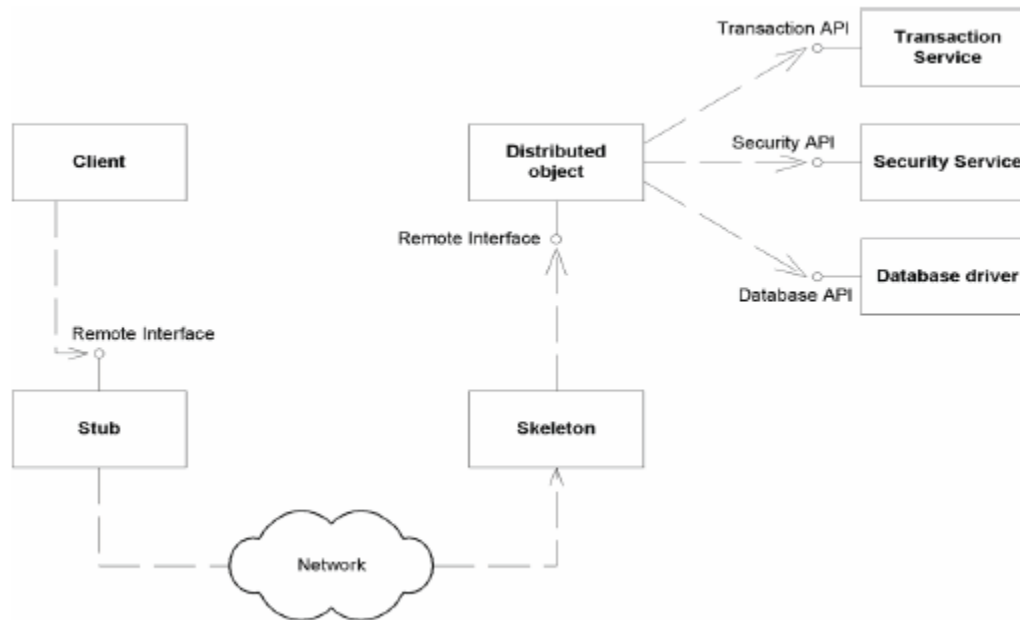 Transaction API
Transaction
Service
Client
Distributed
object
Security API
Security Service
Remote Interface
Database driver
Database API
Remote Interface
Stub
Skeleton
Network